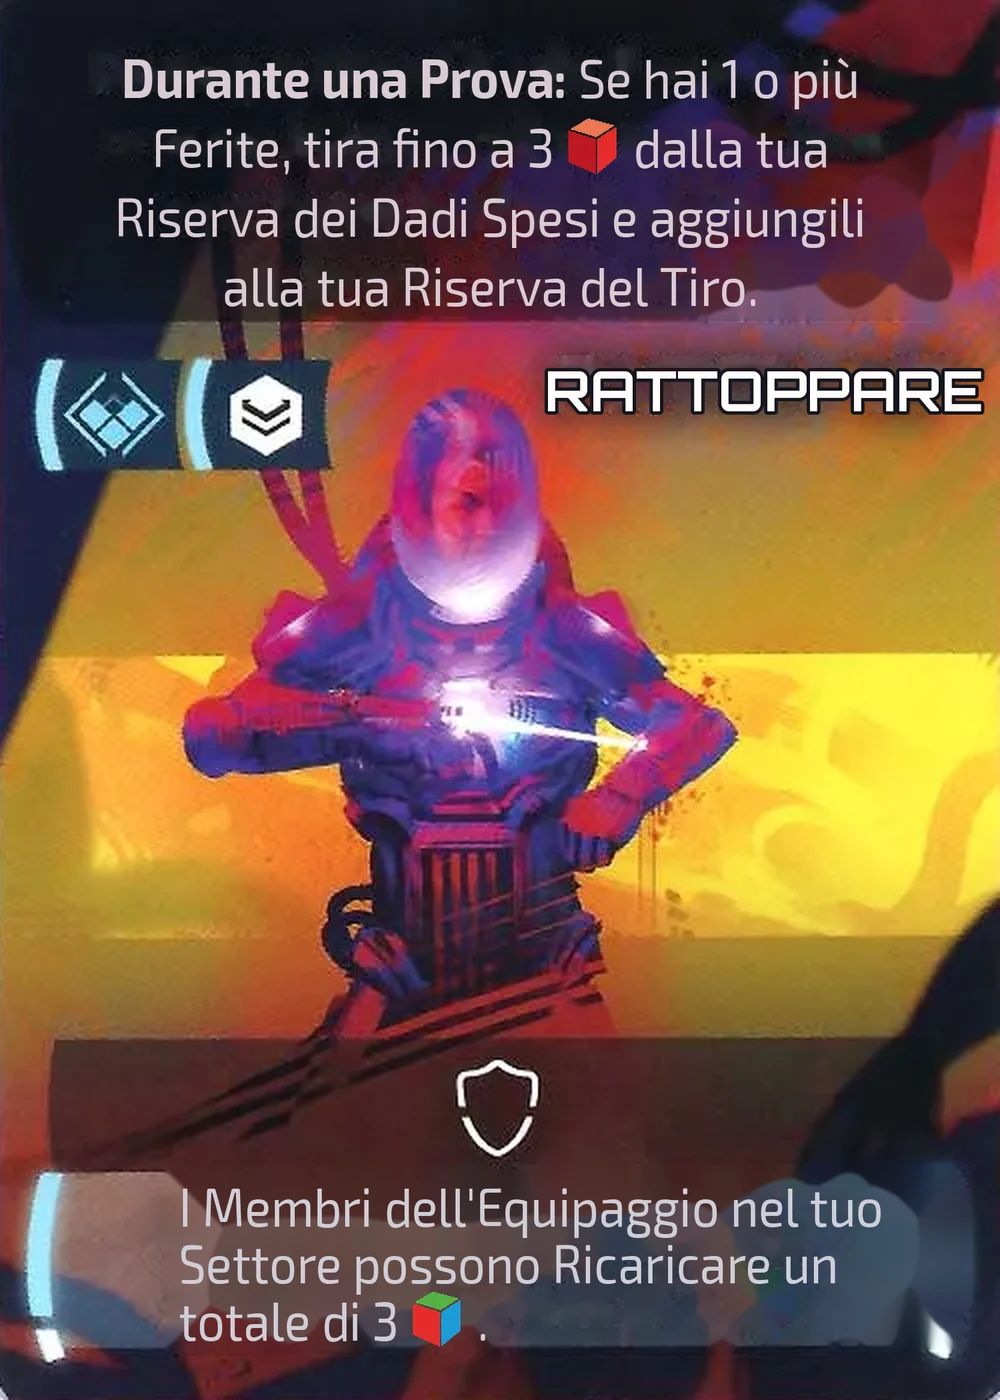 Durante una Prova: Se hai 1 o più
Ferite, tira fino a 3 dalla tua
Riserva dei Dadi Spesi e aggiungili
alla tua Riserva del Tiro.
RATTOPPARE
I Membri dell'Equipaggio nel tuo
Settore possono Ricaricare un
totale di 3 .